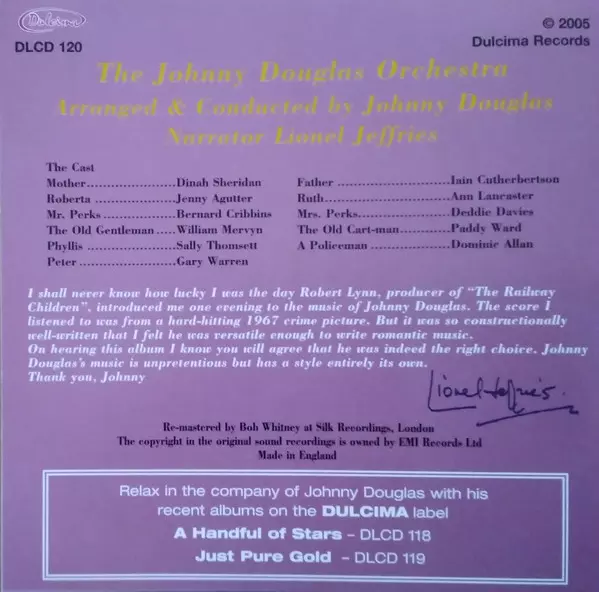 Dulcima
DLCD 120
© 2005
Dulcima Records
The Johnny Douglas Orchestra
Arranged & Conducted by Johnny Douglas
Narrator Lionel Jeffries
The Cast
Mother.......................Dinah Sheridan
Roberta ......................Jenny Agutter
Mr. Perks..................Bernard Cribbins
The Old Gentleman .....William Mervyn
Phyllis .......................Sally Thomsett
Peter..........................Gary Warren
Father .............................Iain Cutherbertson
Ruth................................Ann Lancaster
Mrs. Perks.......................Deddie Davies
The Old Cart-man............Paddy Ward
A Policeman ....................Dominic Allan
I shall never know how lucky I was the day Robert Lynn, producer of “The Railway
Children”, introduced me one evening to the music of Johnny Douglas. The score I
listened to was from a hard-hitting 1967 crime picture. But it was so constructionally
well-written that I felt he was versatile enough to write romantic music.
On hearing this album I know you will agree that he was indeed the right choice. Johnny
Douglas's music is unpretentious but has a style entirely its own.
Thank you, Johnny
Lionel Jeffries.
Re-mastered by Bob Whitney at Silk Recordings, London
The copyright in the original sound recordings is owned by EMI Records Ltd
Made in England
Relax in the company of Johnny Douglas with his
recent albums on the DULCIMA label
A Handful of Stars – DLCD 118
Just Pure Gold – DLCD 119